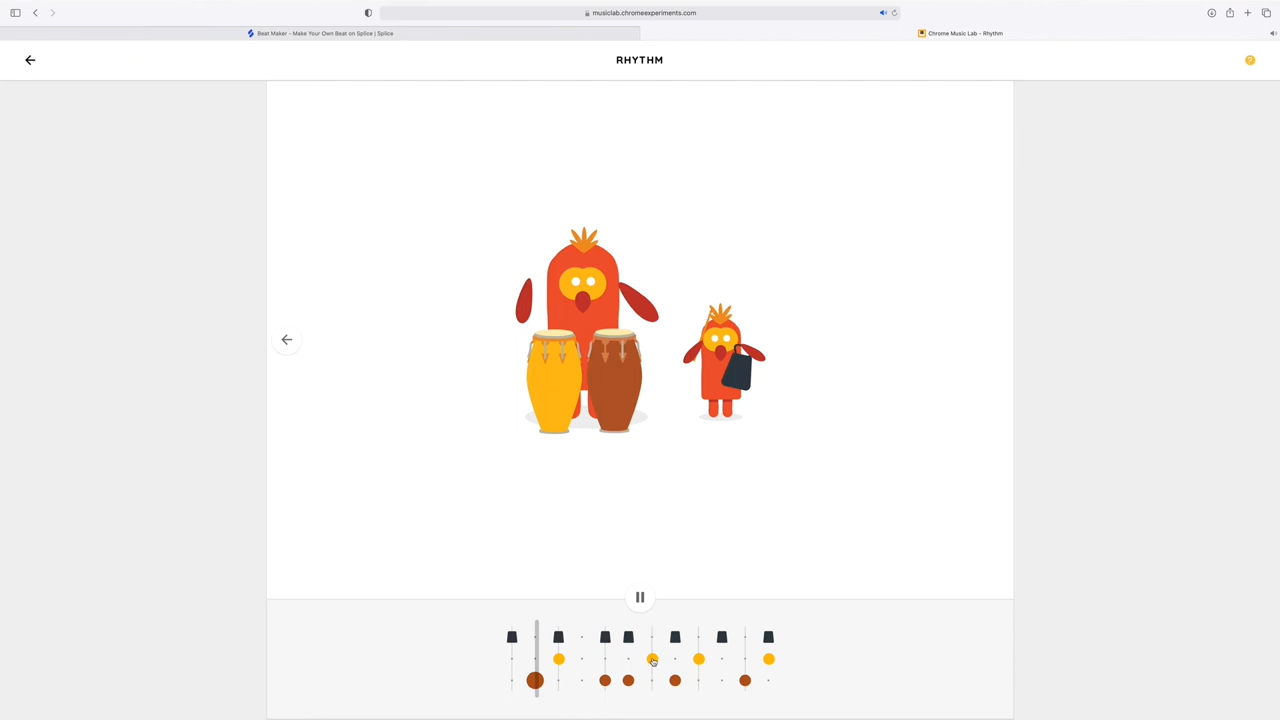 musiclab.chromeexperiments.com
Beat Maker - Make Your Own Beat on Splice | Splice
Chrome Music Lab - Rhythm
RHYTHM
?